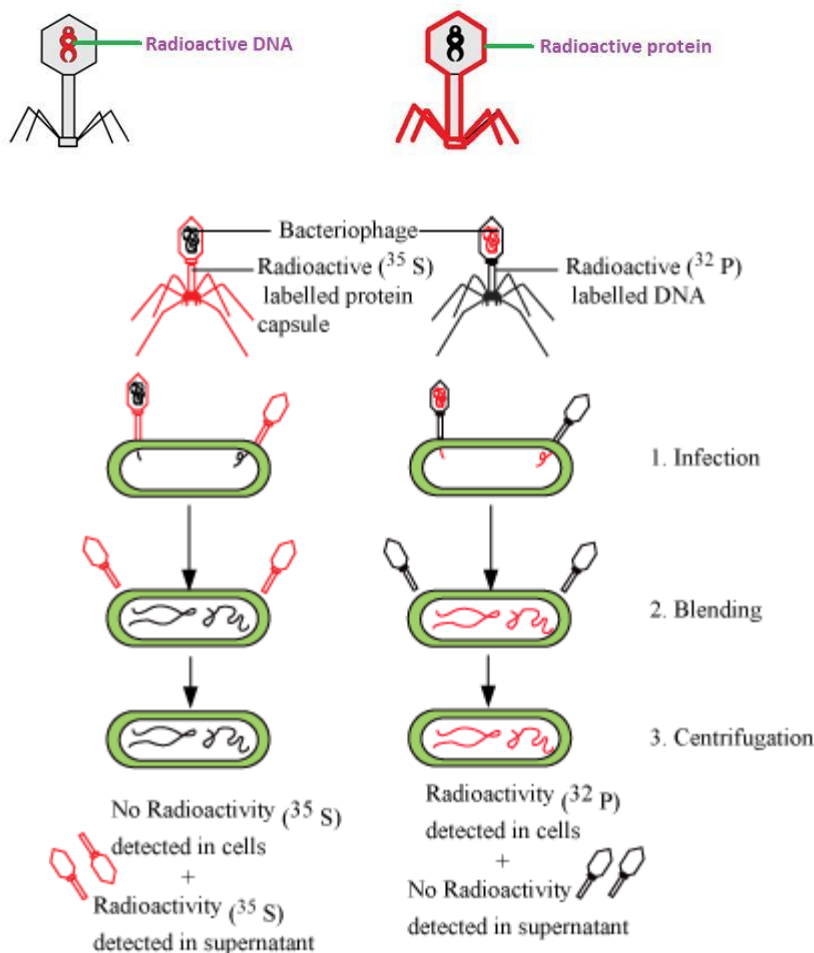 Radioactive DNA
Radioactive protein
Bacteriophage
Radioactive (35 S)
labelled protein
capsule
Radioactive (32 P)
labelled DNA
1. Infection
2. Blending
3. Centrifugation
No Radioactivity (35 S)
detected in cells
+
Radioactivity (35 S)
detected in supernatant
Radioactivity (32 P)
detected in cells
+
No Radioactivity
detected in supernatant